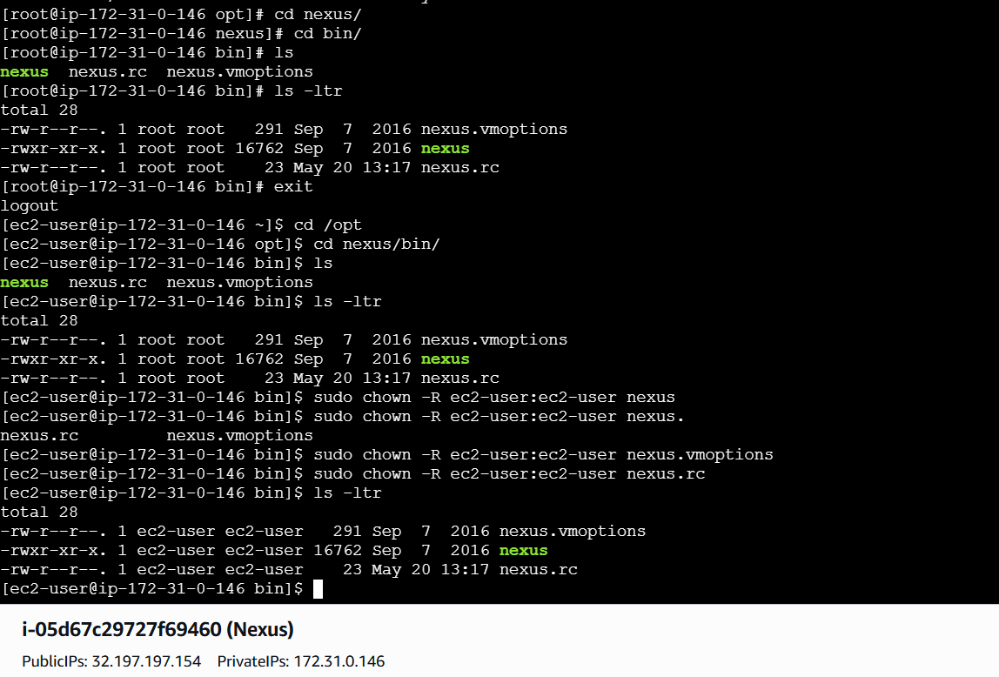 [root@ip-172-31-0-146 opt]# cd nexus/
[root@ip-172-31-0-146 nexus]# cd bin/
[root@ip-172-31-0-146 bin]# ls
nexus  nexus.rc  nexus.vmoptions
[root@ip-172-31-0-146 bin]# ls -ltr
total 28
-rw-r--r--. 1 root root   291 Sep  7  2016 nexus.vmoptions
-rwxr-xr-x. 1 root root 16762 Sep  7  2016 nexus
-rw-r--r--. 1 root root    23 May 20 13:17 nexus.rc
[root@ip-172-31-0-146 bin]# exit
logout
[ec2-user@ip-172-31-0-146 ~]$ cd /opt
[ec2-user@ip-172-31-0-146 opt]$ cd nexus/bin/
[ec2-user@ip-172-31-0-146 bin]$ ls
nexus  nexus.rc  nexus.vmoptions
[ec2-user@ip-172-31-0-146 bin]$ ls -ltr
total 28
-rw-r--r--. 1 root root   291 Sep  7  2016 nexus.vmoptions
-rwxr-xr-x. 1 root root 16762 Sep  7  2016 nexus
-rw-r--r--. 1 root root    23 May 20 13:17 nexus.rc
[ec2-user@ip-172-31-0-146 bin]$ sudo chown -R ec2-user:ec2-user nexus
[ec2-user@ip-172-31-0-146 bin]$ sudo chown -R ec2-user:ec2-user nexus.
nexus.rc         nexus.vmoptions
[ec2-user@ip-172-31-0-146 bin]$ sudo chown -R ec2-user:ec2-user nexus.vmoptions
[ec2-user@ip-172-31-0-146 bin]$ sudo chown -R ec2-user:ec2-user nexus.rc
[ec2-user@ip-172-31-0-146 bin]$ ls -ltr
total 28
-rw-r--r--. 1 ec2-user ec2-user   291 Sep  7  2016 nexus.vmoptions
-rwxr-xr-x. 1 ec2-user ec2-user 16762 Sep  7  2016 nexus
-rw-r--r--. 1 ec2-user ec2-user    23 May 20 13:17 nexus.rc
[ec2-user@ip-172-31-0-146 bin]$
i-05d67c29727f69460 (Nexus)
PublicIPs: 32.197.197.154    PrivateIPs: 172.31.0.146